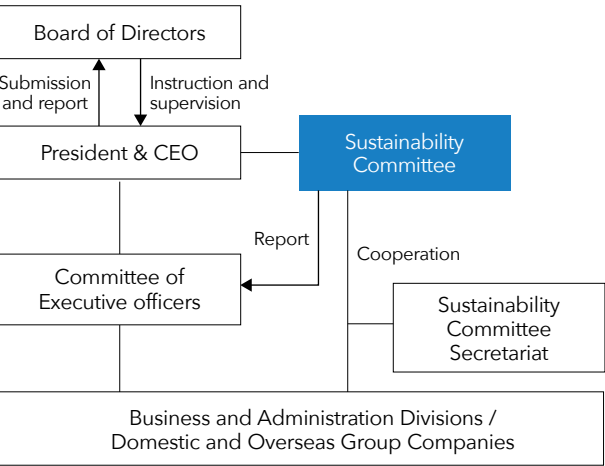 Board of Directors
Submission
and report
Instruction and
supervision
President & CEO
Sustainability
Committee
Report
Cooperation
Committee of
Executive officers
Sustainability
Committee
Secretariat
Business and Administration Divisions /
Domestic and Overseas Group Companies